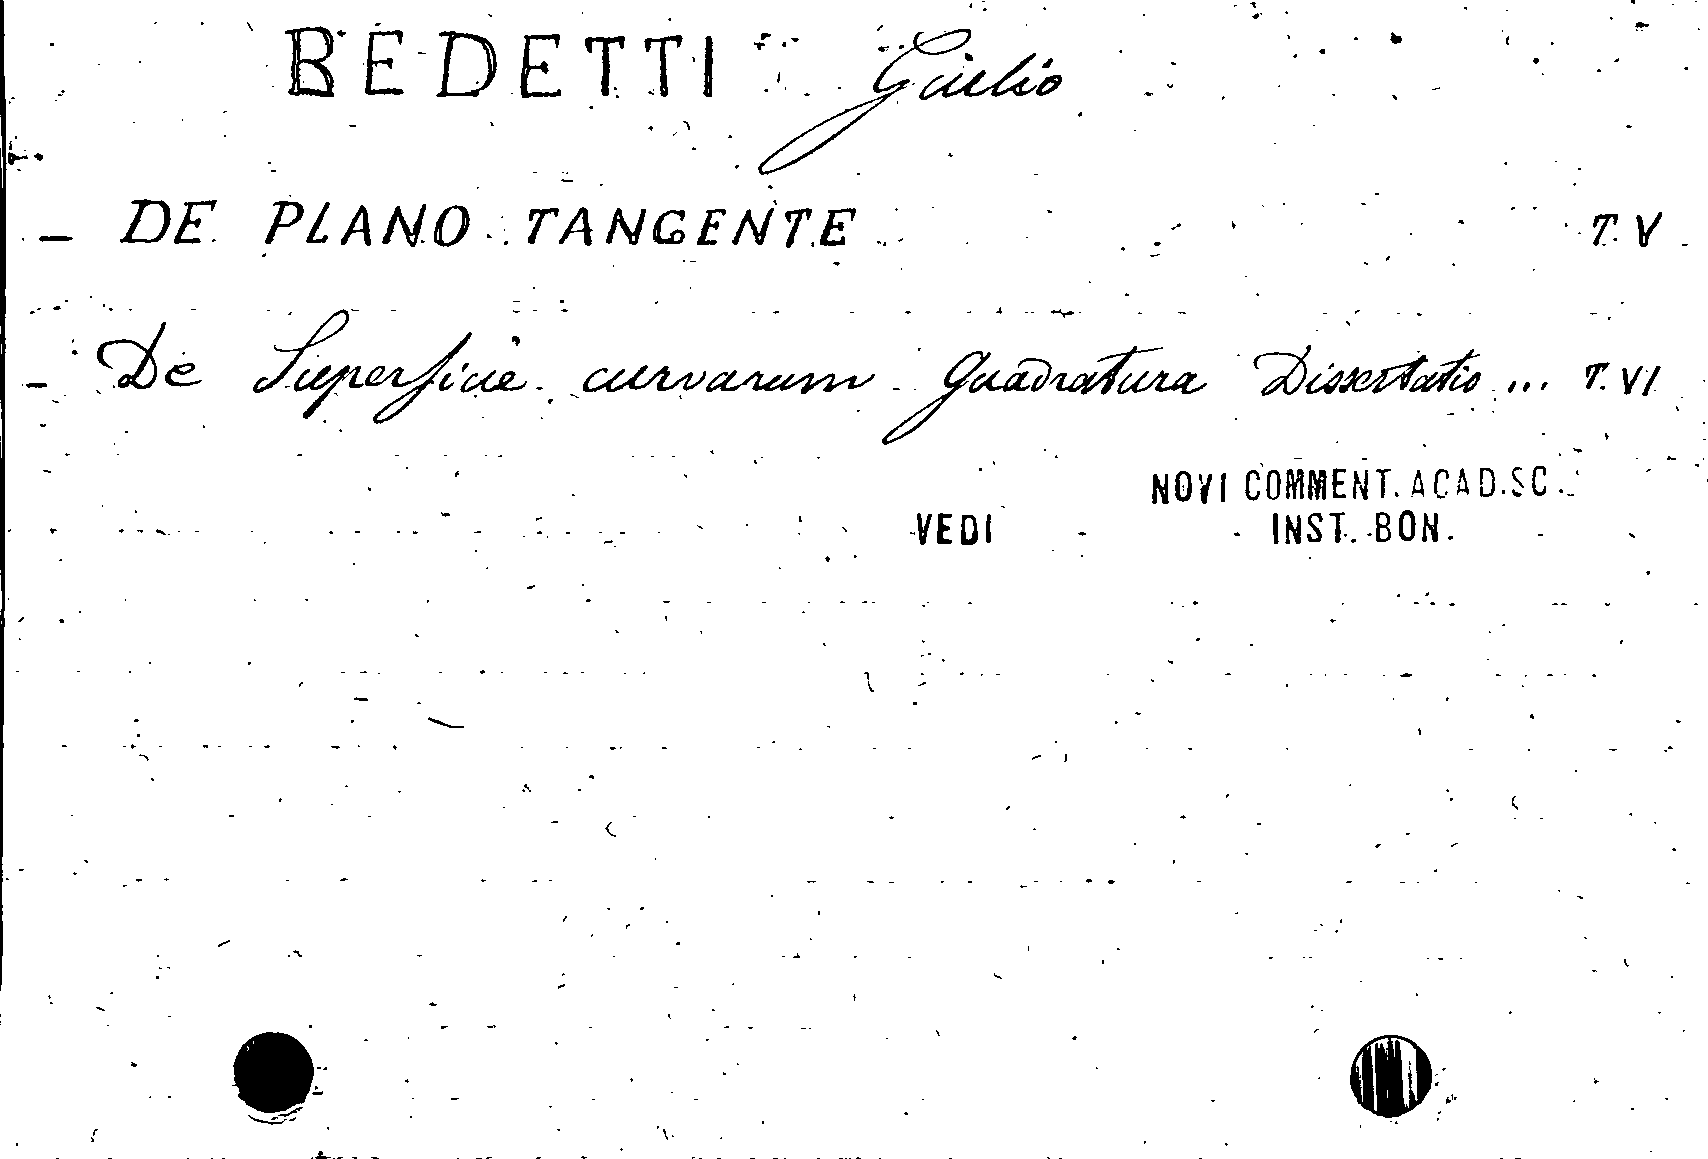 BEDETTI Giulio
- DE PLANO TANGENTE T. V
- De Superficie curvarum Quadratura Dissertatio ... T. VI
NOVI COMMENT. ACAD. SC.
VEDI INST. BON.